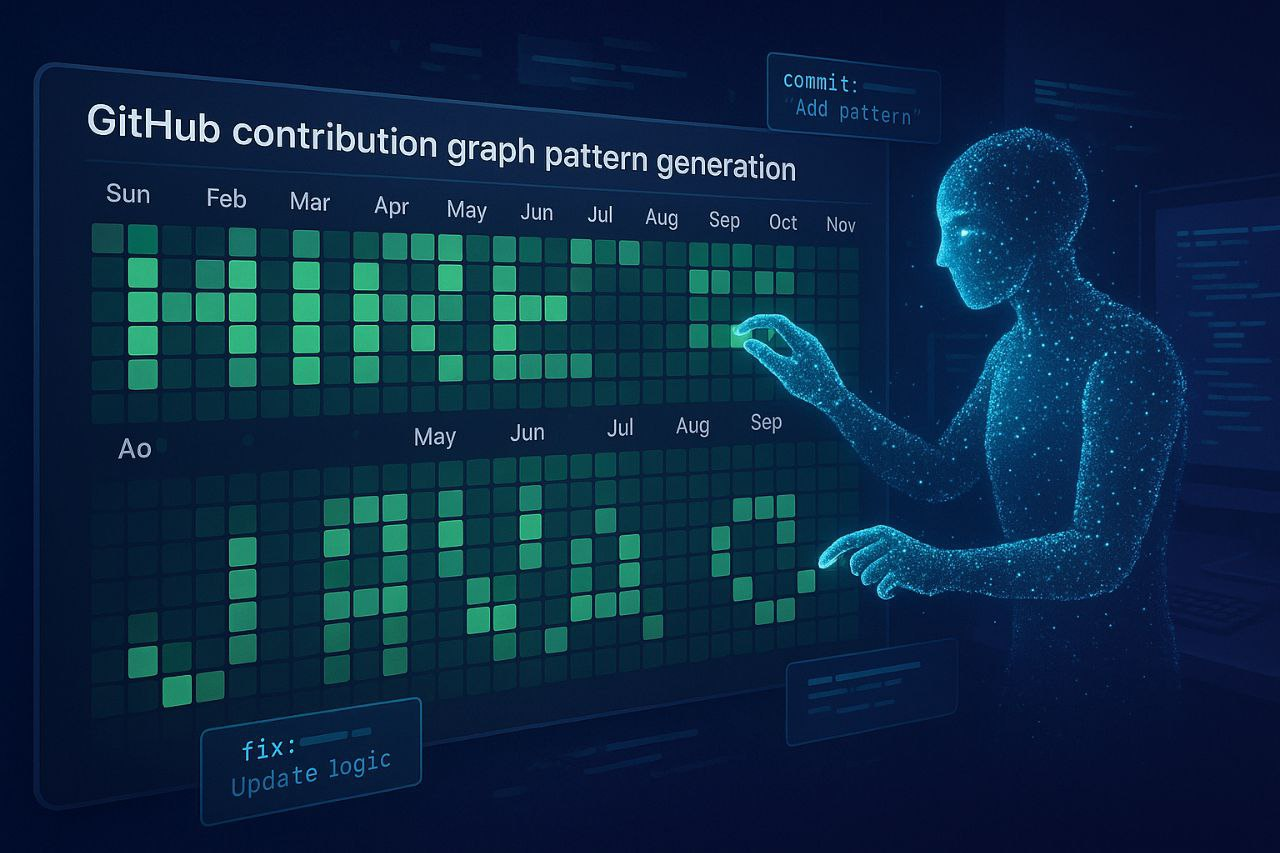 commit:
“Add pattern”
GitHub contribution graph pattern generation
Sun Feb Mar Apr May Jun Jul Aug Sep Oct Nov
HIRE
Ao May Jun Jul Aug Sep
fix:
Update logic